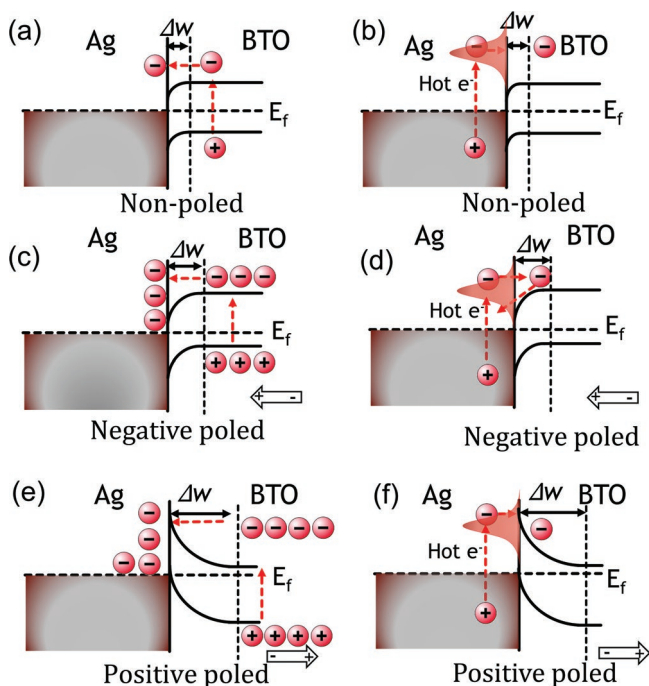 (a) Ag Δw BTO
− −
E_f
+
Non-poled
(b) Ag Δw BTO
− −
Hot e⁻
E_f
+
Non-poled
(c) Ag Δw BTO
− − − −
−
−
E_f
+ + +
+ -
Negative poled
(d) Ag Δw BTO
− −
Hot e⁻
E_f
+
+ -
Negative poled
(e) Ag Δw BTO
− − − − −
−
− −
E_f
+ + + +
Positive poled - +
(f) Ag Δw BTO
− −
Hot e⁻
E_f
+
Positive poled - +